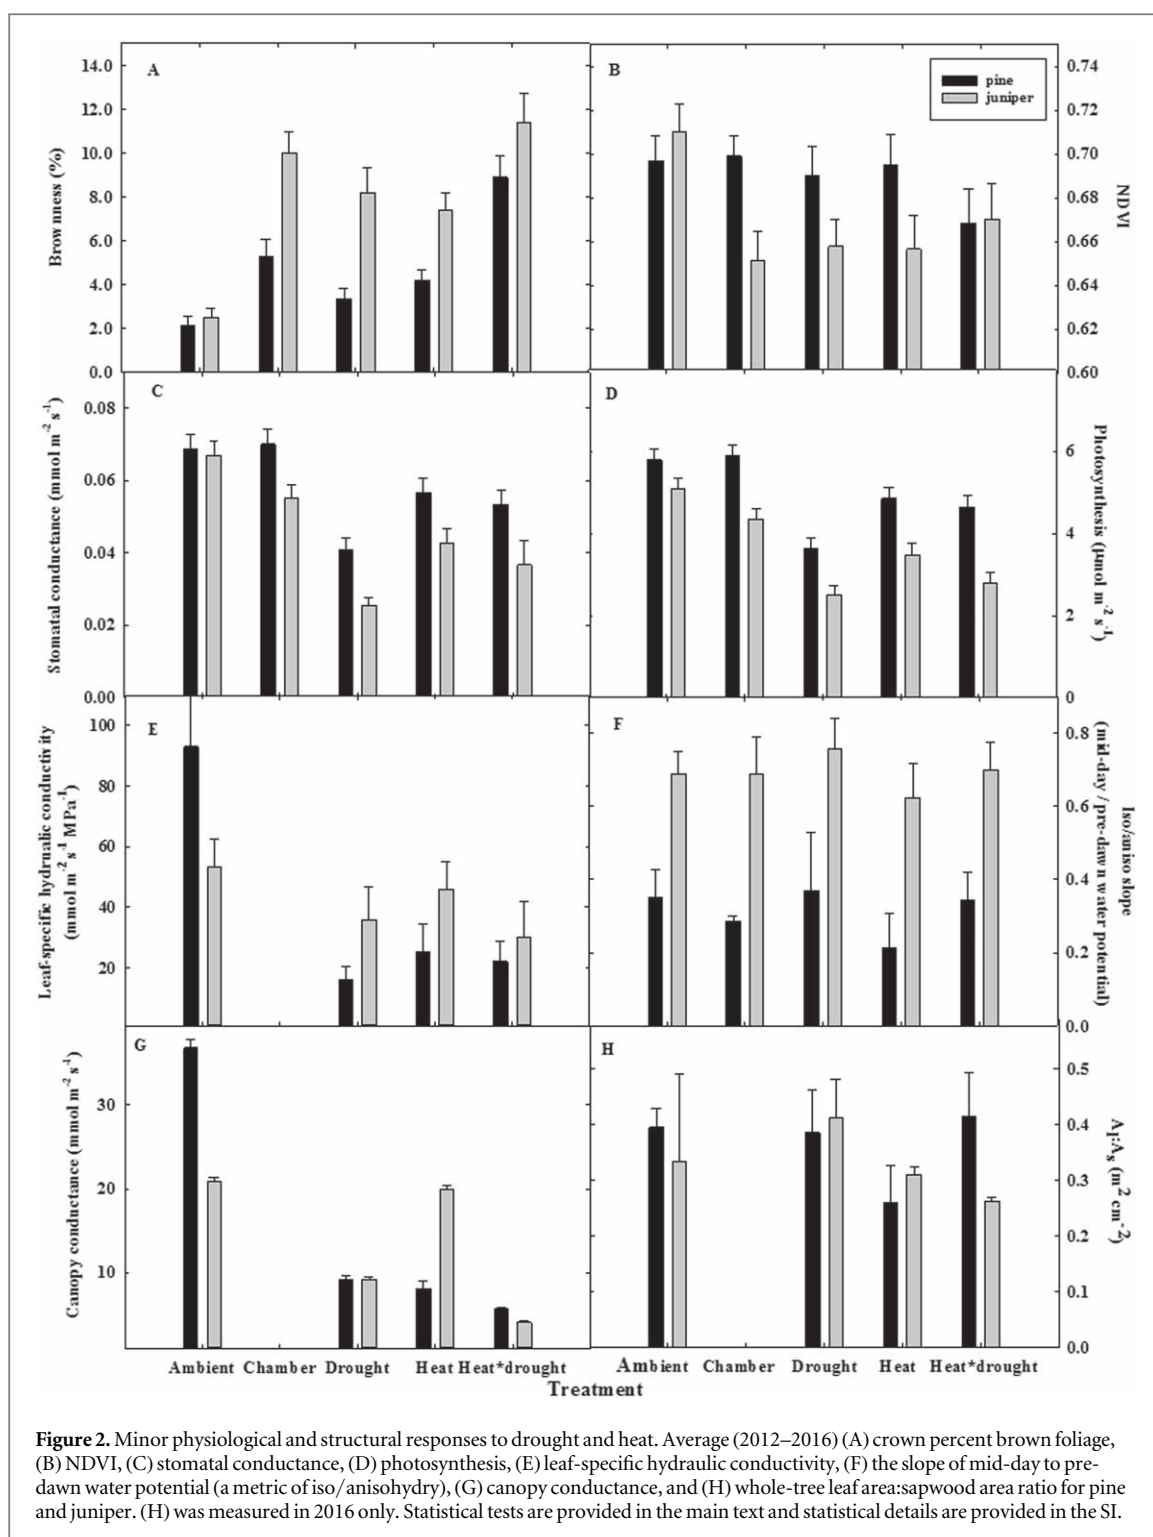 A
14.0
12.0
10.0
8.0
6.0
4.0
2.0
0.0
Brownness (%)
B
pine
juniper
0.74
0.72
0.70
0.68
0.66
0.64
0.62
0.60
NDVI
C
0.08
0.06
0.04
0.02
0.00
Stomatal conductance (mmol m-2 s-1)
D
6
4
2
0
Photosynthesis (µmol m-2 s-1)
E
100
80
60
40
20
Leaf-specific hydrualic conductivity
(mmol m-2 s-1 MPa-1)
F
0.8
0.6
0.4
0.2
0.0
Iso/aniso slope
(mid-day / pre-dawn water potential)
G
30
20
10
Canopy conductance (mmol m-2 s-1)
H
0.5
0.4
0.3
0.2
0.1
0.0
Al:As (m2 cm-2)
Ambient Chamber Drought Heat Heat*drought Ambient Chamber Drought Heat Heat*drought
Treatment
Figure 2. Minor physiological and structural responses to drought and heat. Average (2012–2016) (A) crown percent brown foliage,
(B) NDVI, (C) stomatal conductance, (D) photosynthesis, (E) leaf-specific hydraulic conductivity, (F) the slope of mid-day to pre-
dawn water potential (a metric of iso/anisohydry), (G) canopy conductance, and (H) whole-tree leaf area:sapwood area ratio for pine
and juniper. (H) was measured in 2016 only. Statistical tests are provided in the main text and statistical details are provided in the SI.